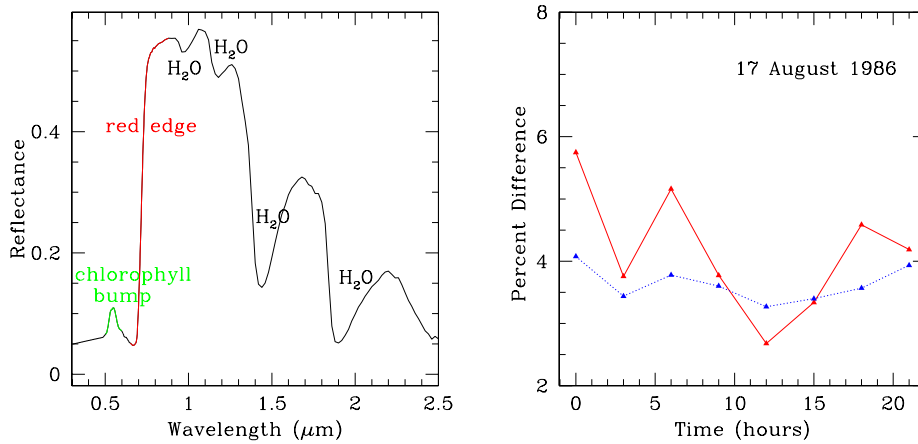 H₂O
H₂O
red edge
H₂O
H₂O
chlorophyll
bump
0.4
0.2
0
Reflectance
0.5
1
1.5
2
2.5
Wavelength (μm)
17 August 1986
8
6
4
2
Percent Difference
0
5
10
15
20
Time (hours)